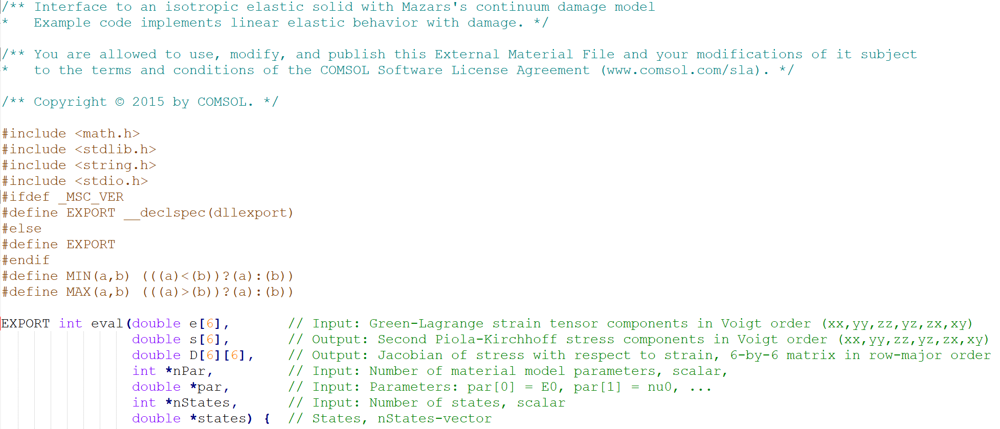 /** Interface to an isotropic elastic solid with Mazars's continuum damage model
*   Example code implements linear elastic behavior with damage. */
/** You are allowed to use, modify, and publish this External Material File and your modifications of it subject
*   to the terms and conditions of the COMSOL Software License Agreement (www.comsol.com/sla). */
/** Copyright © 2015 by COMSOL. */
#include <math.h>
#include <stdlib.h>
#include <string.h>
#include <stdio.h>
#ifdef _MSC_VER
#define EXPORT __declspec(dllexport)
#else
#define EXPORT
#endif
#define MIN(a,b) (((a)<(b))?(a):(b))
#define MAX(a,b) (((a)>(b))?(a):(b))
EXPORT int eval(double e[6],       // Input: Green-Lagrange strain tensor components in Voigt order (xx,yy,zz,yz,zx,xy)
                double s[6],       // Output: Second Piola-Kirchhoff stress components in Voigt order (xx,yy,zz,yz,zx,xy)
                double D[6][6],    // Output: Jacobian of stress with respect to strain, 6-by-6 matrix in row-major order
                int *nPar,         // Input: Number of material model parameters, scalar,
                double *par,       // Input: Parameters: par[0] = E0, par[1] = nu0, ...
                int *nStates,      // Input: Number of states, scalar
                double *states) {  // States, nStates-vector